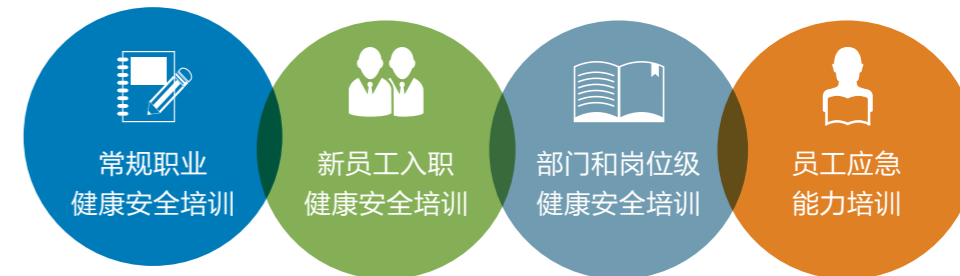 常规职业
健康安全培训
新员工入职
健康安全培训
部门和岗位级
健康安全培训
员工应急
能力培训